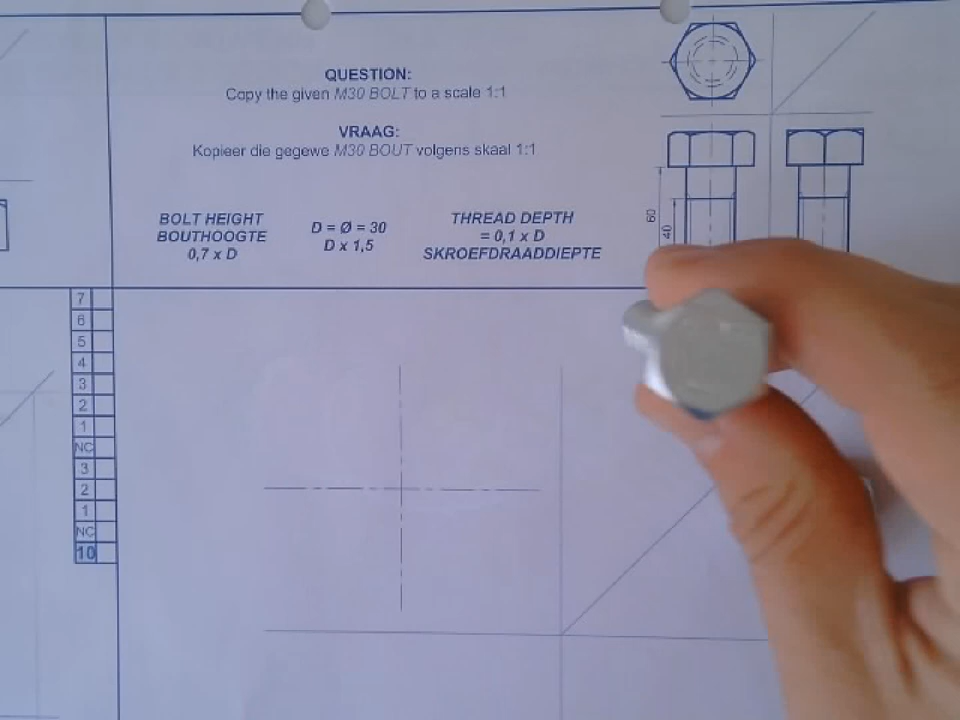 QUESTION:
Copy the given M30 BOLT to a scale 1:1
VRAAG:
Kopieer die gegewe M30 BOUT volgens skaal 1:1
BOLT HEIGHT
BOUTHOOGTE
0,7 x D
D = Ø = 30
D x 1,5
THREAD DEPTH
= 0,1 x D
SKROEFDRAADDIEPTE
60
40
7
6
5
4
3
2
1
NC
3
2
1
NC
10